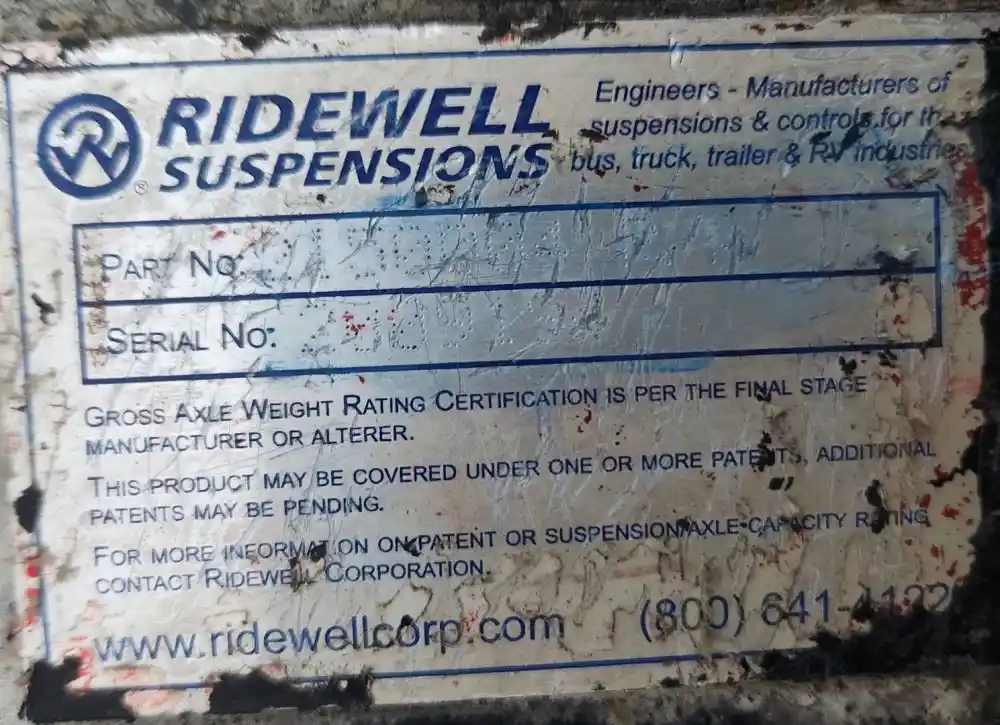 RIDEWELL
SUSPENSIONS
®
Engineers - Manufacturers of
suspensions & controls for the
bus, truck, trailer & RV industries
PART NO:
SERIAL NO:
GROSS AXLE WEIGHT RATING CERTIFICATION IS PER THE FINAL STAGE
MANUFACTURER OR ALTERER.
THIS PRODUCT MAY BE COVERED UNDER ONE OR MORE PATENTS, ADDITIONAL
PATENTS MAY BE PENDING.
FOR MORE INFORMATION ON PATENT OR SUSPENSION/AXLE CAPACITY RATING
CONTACT RIDEWELL CORPORATION.
www.ridewellcorp.com (800) 641-4122